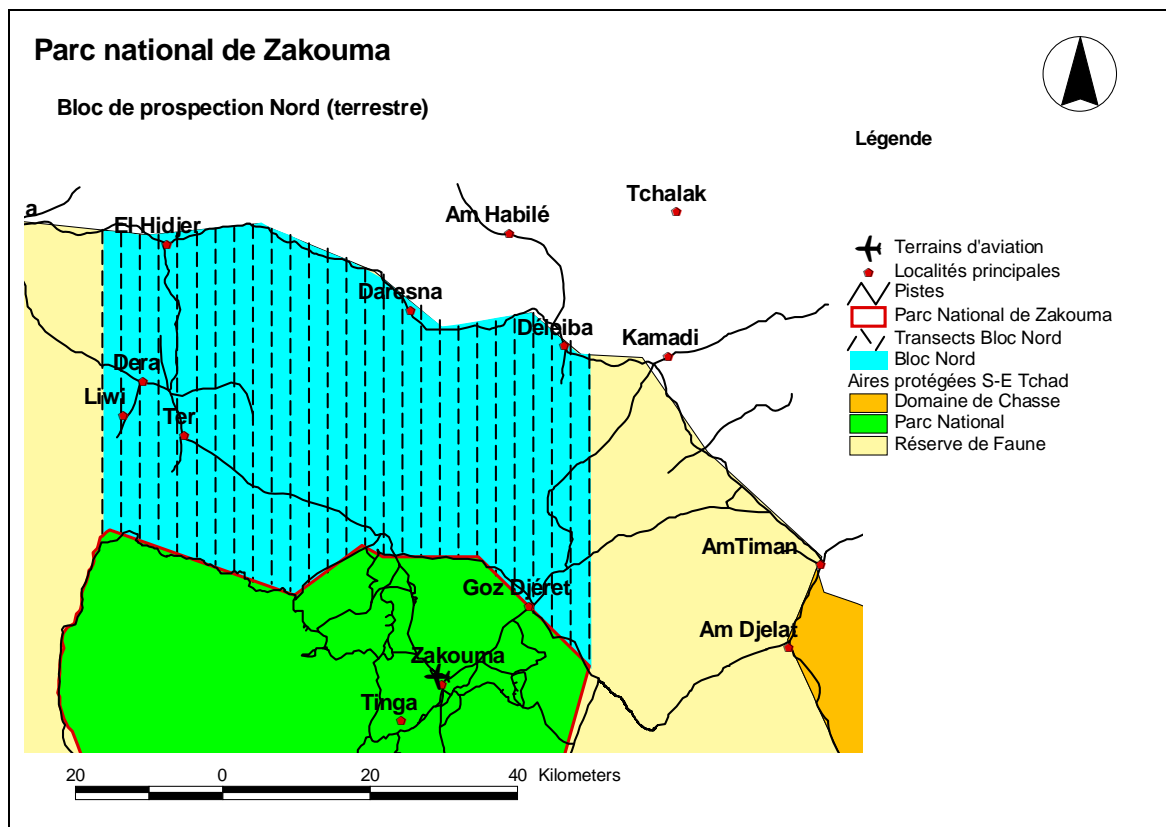 Parc national de Zakouma
Bloc de prospection Nord (terrestre)
Légende
Tchalak
a
El Hidjer
Am Habilé
Terrains d'aviation
Localités principales
Pistes
Parc National de Zakouma
Transects Bloc Nord
Bloc Nord
Aires protégées S-E Tchad
Domaine de Chasse
Parc National
Réserve de Faune
Daresna
Déleiba
Kamadi
Dera
Liwi
Ter
AmTiman
Goz Djéret
Am Djelat
Zakouma
Tinga
20 0 20 40 Kilometers